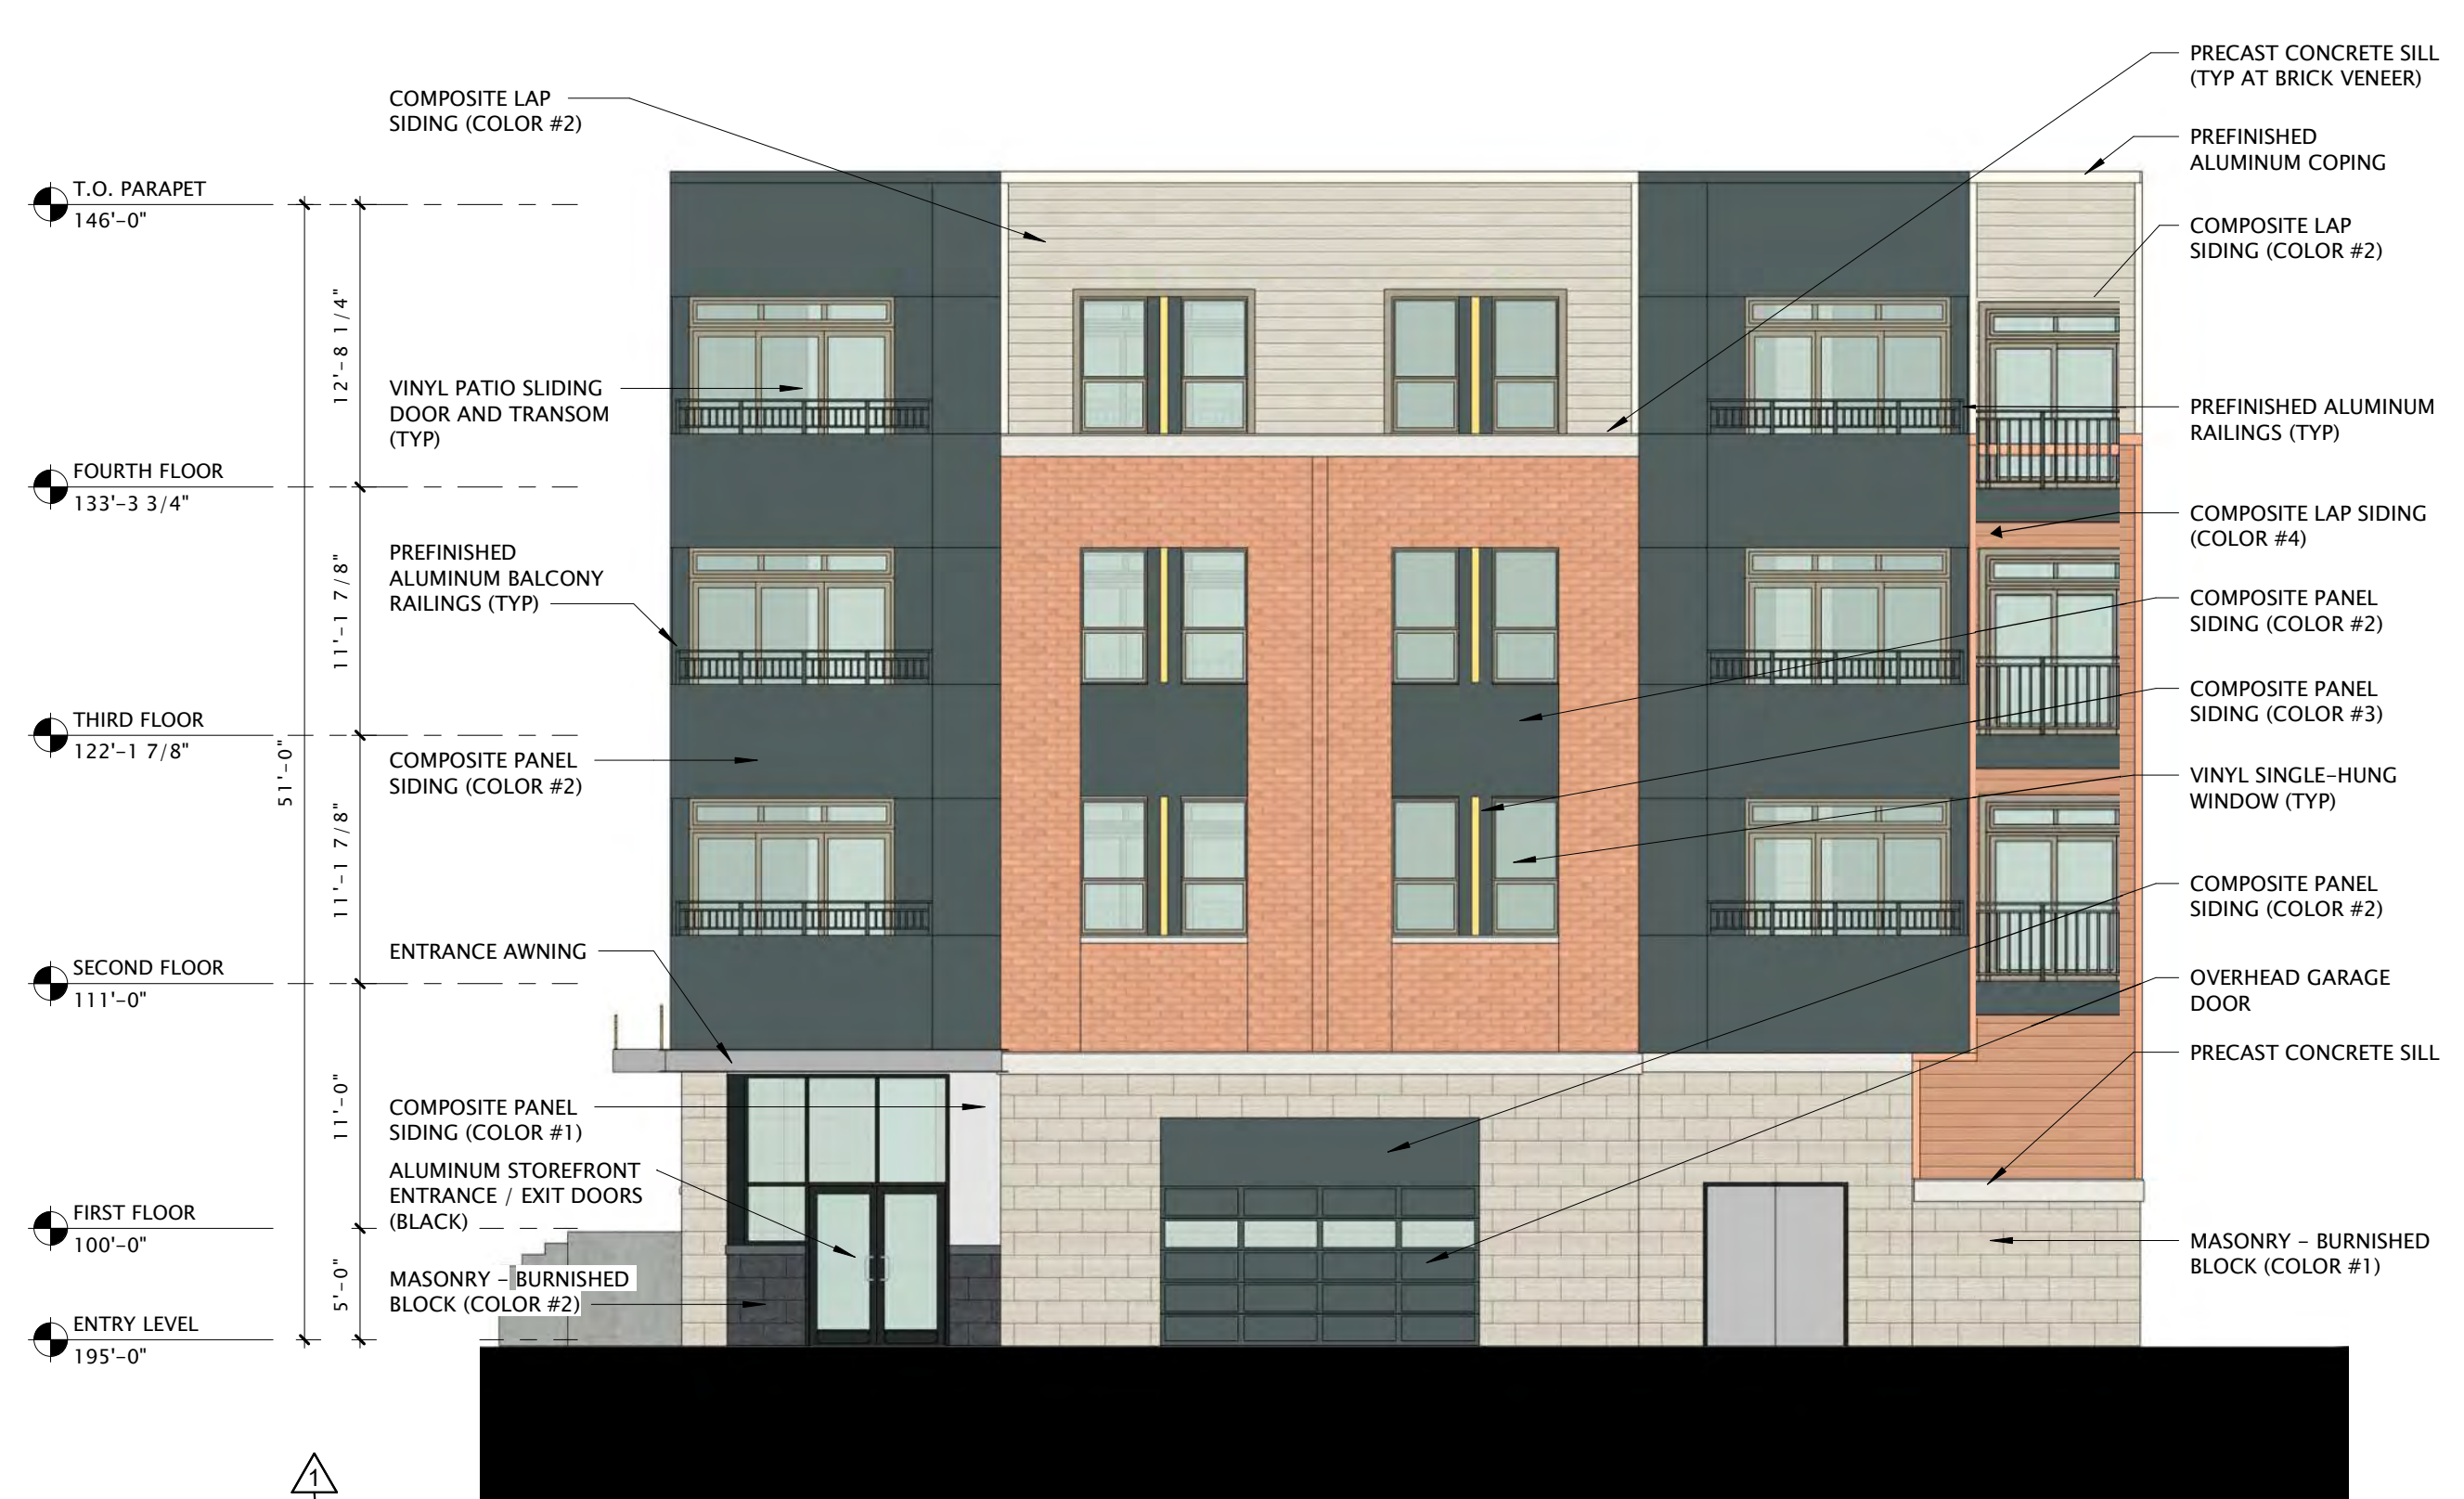 COMPOSITE LAP
SIDING (COLOR #2)
VINYL PATIO SLIDING
DOOR AND TRANSOM
(TYP)
PREFINISHED
ALUMINUM BALCONY
RAILINGS (TYP)
COMPOSITE PANEL
SIDING (COLOR #2)
ENTRANCE AWNING
COMPOSITE PANEL
SIDING (COLOR #1)
ALUMINUM STOREFRONT
ENTRANCE / EXIT DOORS
(BLACK)
MASONRY - BURNISHED
BLOCK (COLOR #2)
T.O. PARAPET
146'-0"
FOURTH FLOOR
133'-3 3/4"
THIRD FLOOR
122'-1 7/8"
SECOND FLOOR
111'-0"
FIRST FLOOR
100'-0"
ENTRY LEVEL
195'-0"
12'-8 1/4"
11'-1 7/8"
11'-1 7/8"
11'-0"
5'-0"
51'-0"
1
PRECAST CONCRETE SILL
(TYP AT BRICK VENEER)
PREFINISHED
ALUMINUM COPING
COMPOSITE LAP
SIDING (COLOR #2)
PREFINISHED ALUMINUM
RAILINGS (TYP)
COMPOSITE LAP SIDING
(COLOR #4)
COMPOSITE PANEL
SIDING (COLOR #2)
COMPOSITE PANEL
SIDING (COLOR #3)
VINYL SINGLE-HUNG
WINDOW (TYP)
COMPOSITE PANEL
SIDING (COLOR #2)
OVERHEAD GARAGE
DOOR
PRECAST CONCRETE SILL
MASONRY - BURNISHED
BLOCK (COLOR #1)